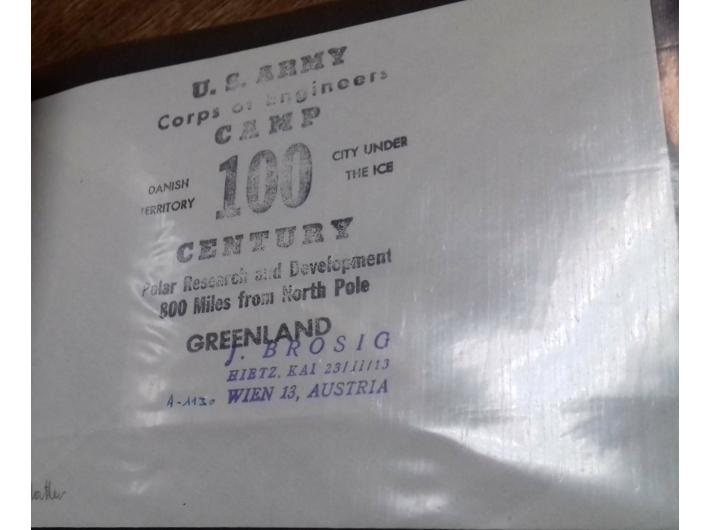 U. S. ARMY
Corps of Engineers
CAMP
100
DANISH TERRITORY
CITY UNDER THE ICE
CENTURY
Polar Research and Development
800 Miles from North Pole
GREENLAND
J. BROSIG
HIETZ. KAI 23/11/13
A-1130 WIEN 13, AUSTRIA